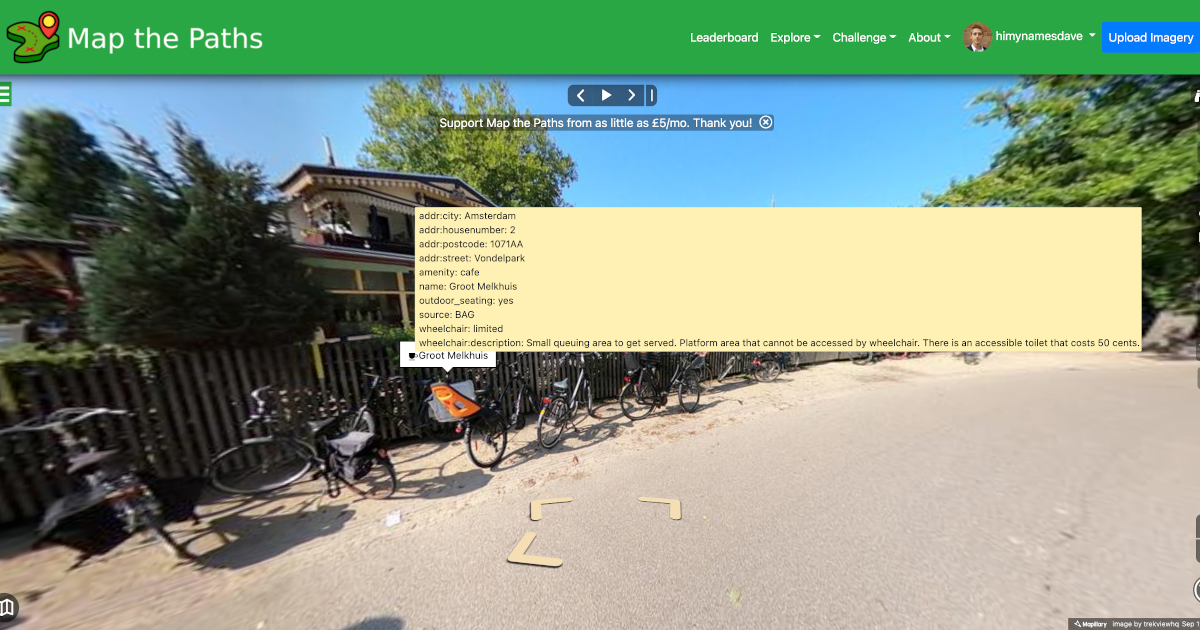 Map the Paths
Leaderboard Explore Challenge About himynamesdave Upload Imagery
Support Map the Paths from as little as £5/mo. Thank you!
addr:city: Amsterdam
addr:housenumber: 2
addr:postcode: 1071AA
addr:street: Vondelpark
amenity: cafe
name: Groot Melkhuis
outdoor_seating: yes
source: BAG
wheelchair: limited
wheelchair:description: Small queuing area to get served. Platform area that cannot be accessed by wheelchair. There is an accessible toilet that costs 50 cents.
Groot Melkhuis
Mapillary image by trekviewhq Sep 1